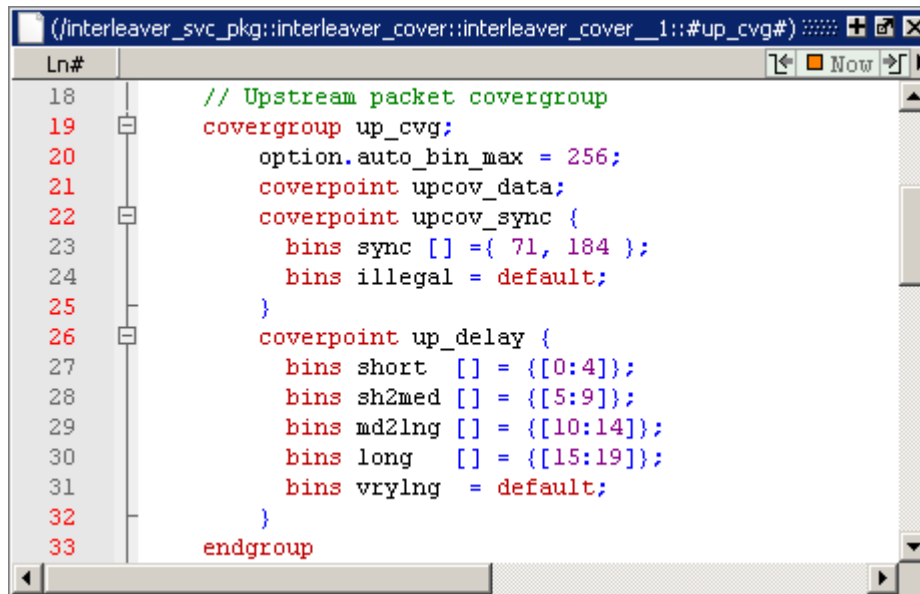 (/interleaver_svc_pkg::interleaver_cover::interleaver_cover__1::#up_cvg#)
Ln#
Now
18 // Upstream packet covergroup
19 covergroup up_cvg;
20 option.auto_bin_max = 256;
21 coverpoint upcov_data;
22 coverpoint upcov_sync {
23 bins sync [] ={ 71, 184 };
24 bins illegal = default;
25 }
26 coverpoint up_delay {
27 bins short  [] = {[0:4]};
28 bins sh2med [] = {[5:9]};
29 bins md2lng [] = {[10:14]};
30 bins long   [] = {[15:19]};
31 bins vrylng  = default;
32 }
33 endgroup